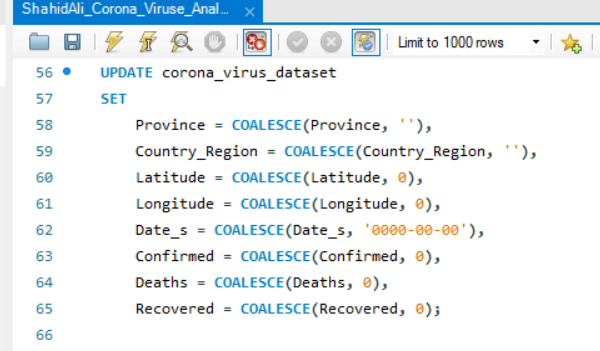 ShahidAli_Corona_Viruse_Anal...
Limit to 1000 rows
56 UPDATE corona_virus_dataset
57 SET
58 Province = COALESCE(Province, ''),
59 Country_Region = COALESCE(Country_Region, ''),
60 Latitude = COALESCE(Latitude, 0),
61 Longitude = COALESCE(Longitude, 0),
62 Date_s = COALESCE(Date_s, '0000-00-00'),
63 Confirmed = COALESCE(Confirmed, 0),
64 Deaths = COALESCE(Deaths, 0),
65 Recovered = COALESCE(Recovered, 0);
66